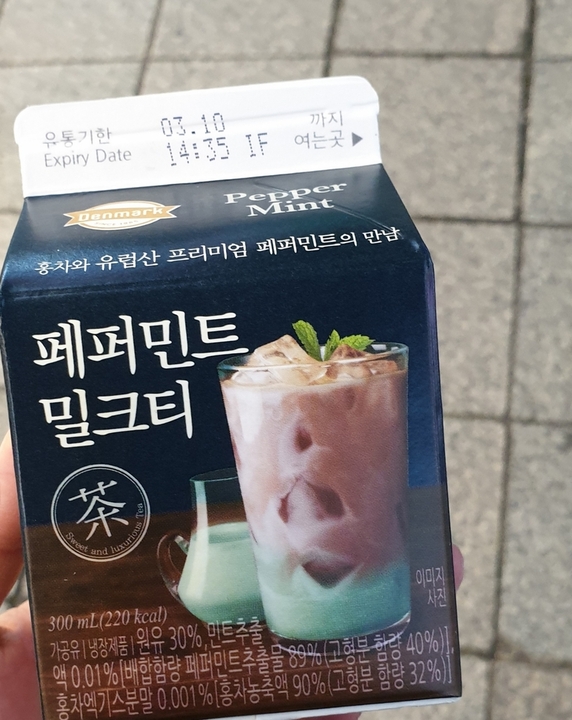 유통기한 03.10 까지
Expiry Date 14:35 IF 여는곳 ▶
Denmark
Pepper
Mint
홍차와 유럽산 프리미엄 페퍼민트의 만남
페퍼민트
밀크티
茶
Sweet and luxurious Tea
이미지
사진
300 mL(220 kcal)
가공유 | 냉장제품 | 원유 30%, 민트추출
액 0.01%[배합함량 페퍼민트추출물 89%(고형분 함량 40%)],
홍차엑기스분말 0.001%[홍차농축액 90%(고형분 함량 32%)]